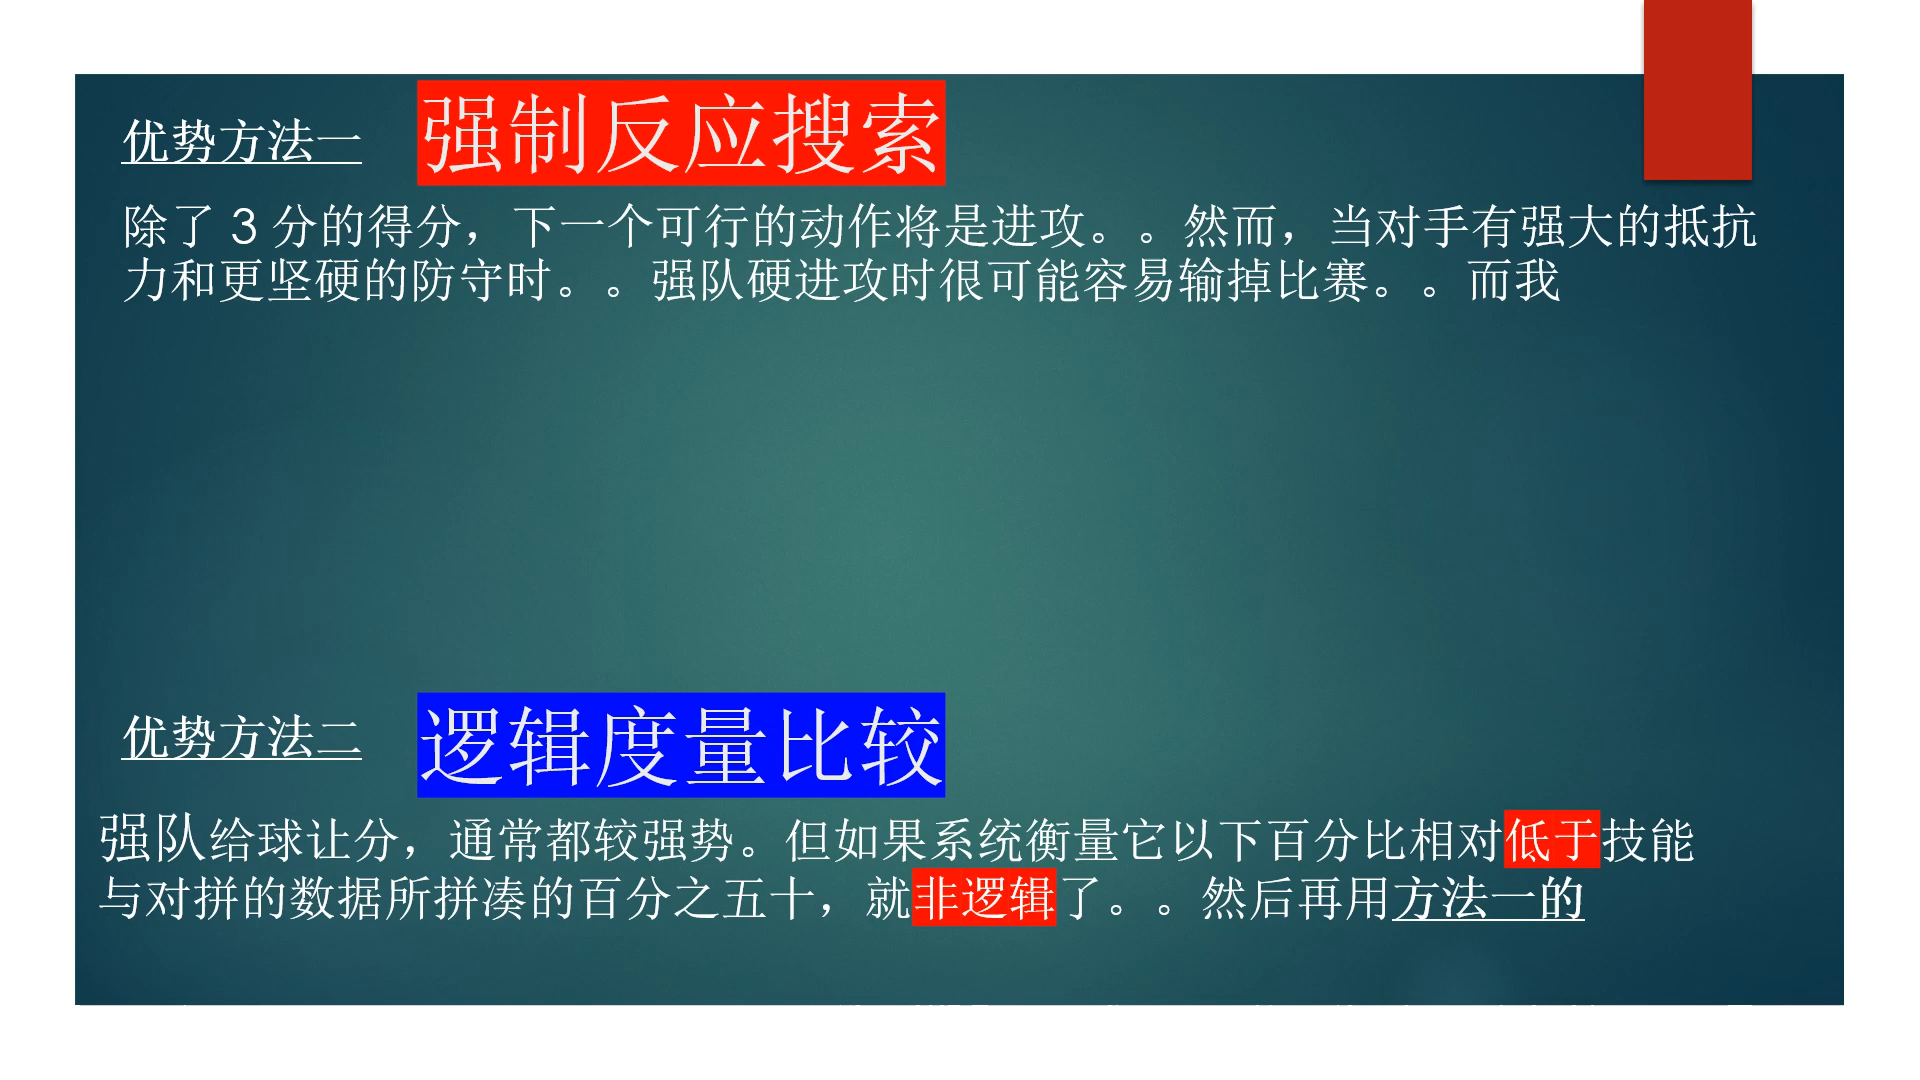 优势方法一 强制反应搜索
除了 3 分的得分，下一个可行的动作将是进攻。。然而，当对手有强大的抵抗
力和更坚硬的防守时。。强队硬进攻时很可能容易输掉比赛。。而我
优势方法二 逻辑度量比较
强队给球让分，通常都较强势。但如果系统衡量它以下百分比相对低于技能
与对拼的数据所拼凑的百分之五十，就非逻辑了。。然后再用方法一的